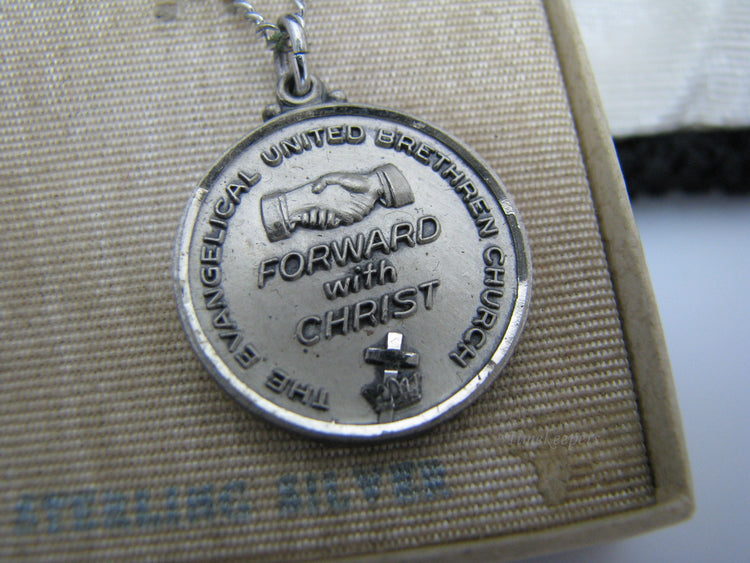 THE EVANGELICAL UNITED BRETHREN CHURCH
FORWARD
with
CHRIST
STERLING SILVER